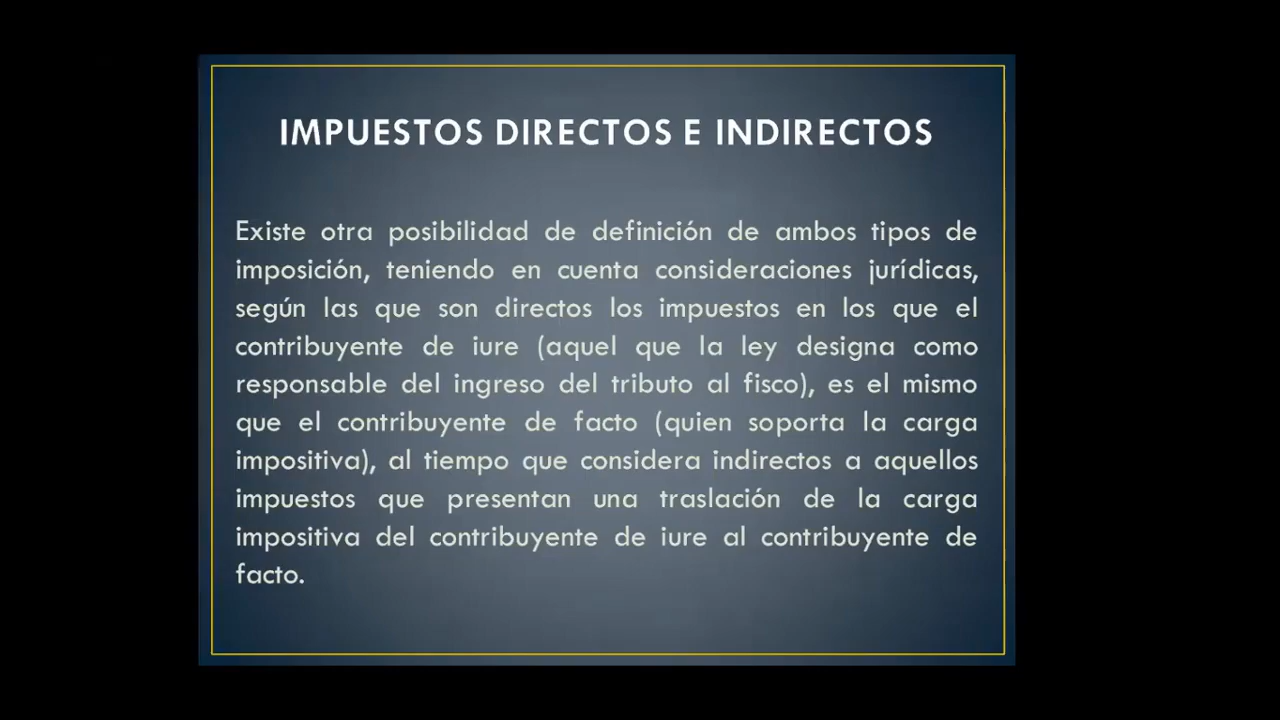 IMPUESTOS DIRECTOS E INDIRECTOS
Existe otra posibilidad de definición de ambos tipos de
imposición, teniendo en cuenta consideraciones jurídicas,
según las que son directos los impuestos en los que el
contribuyente de iure (aquel que la ley designa como
responsable del ingreso del tributo al fisco), es el mismo
que el contribuyente de facto (quien soporta la carga
impositiva), al tiempo que considera indirectos a aquellos
impuestos que presentan una traslación de la carga
impositiva del contribuyente de iure al contribuyente de
facto.